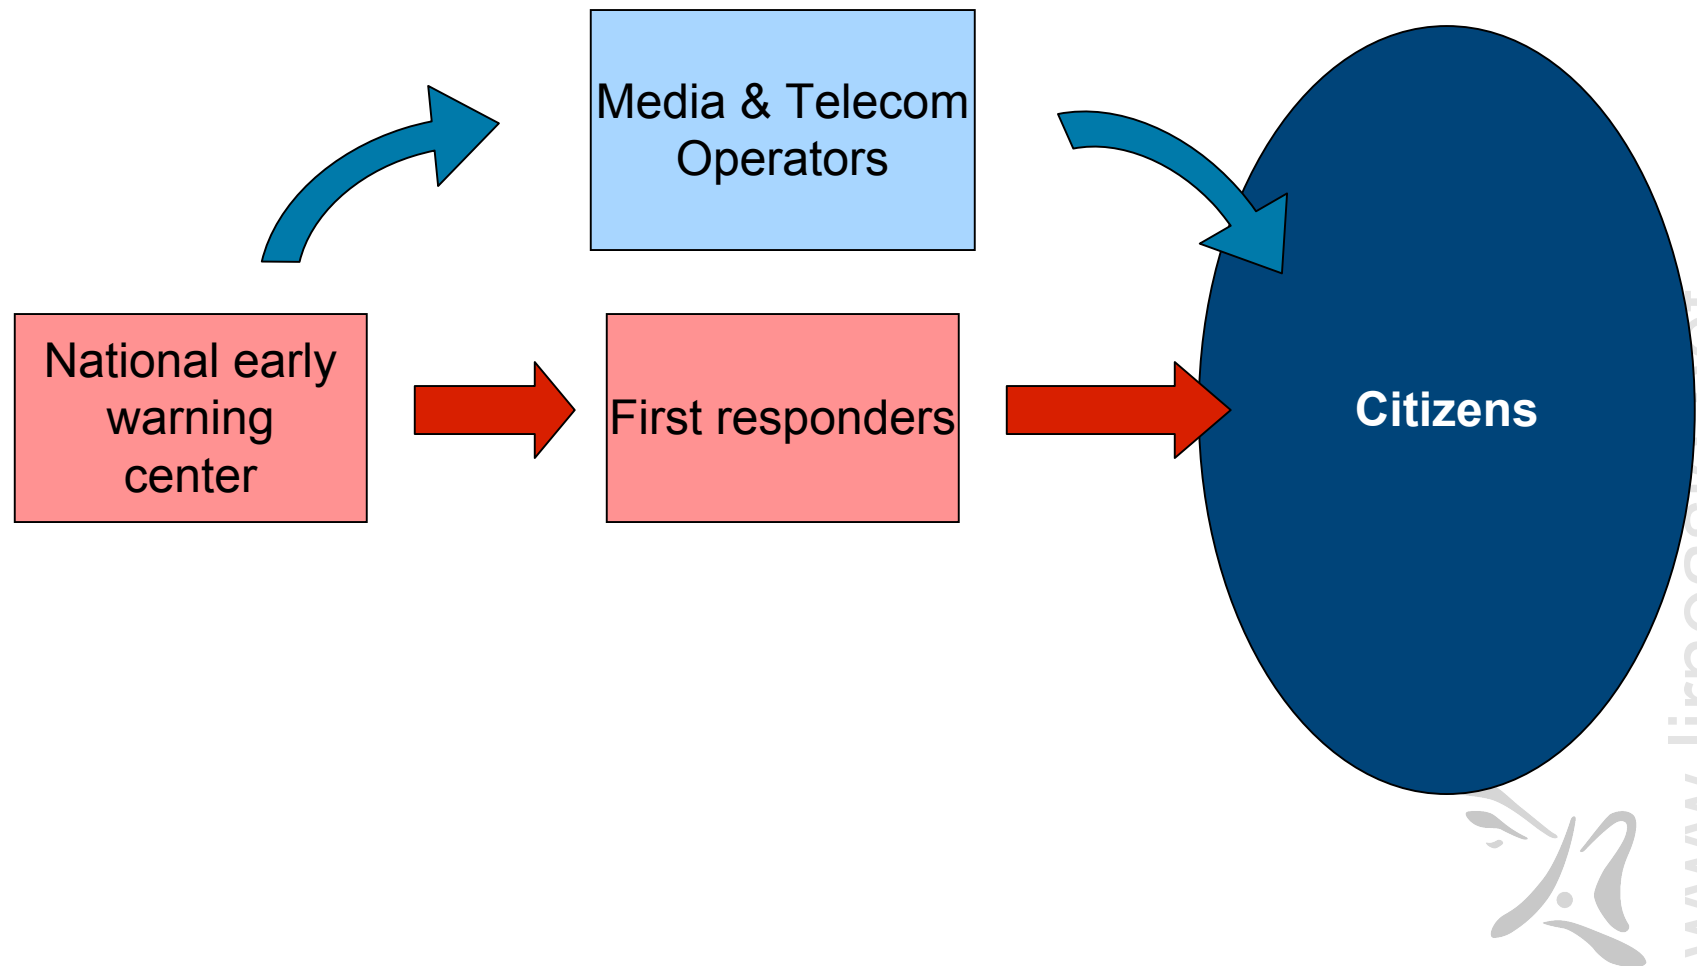 Media & Telecom
Operators
National early
warning
center
First responders
Citizens